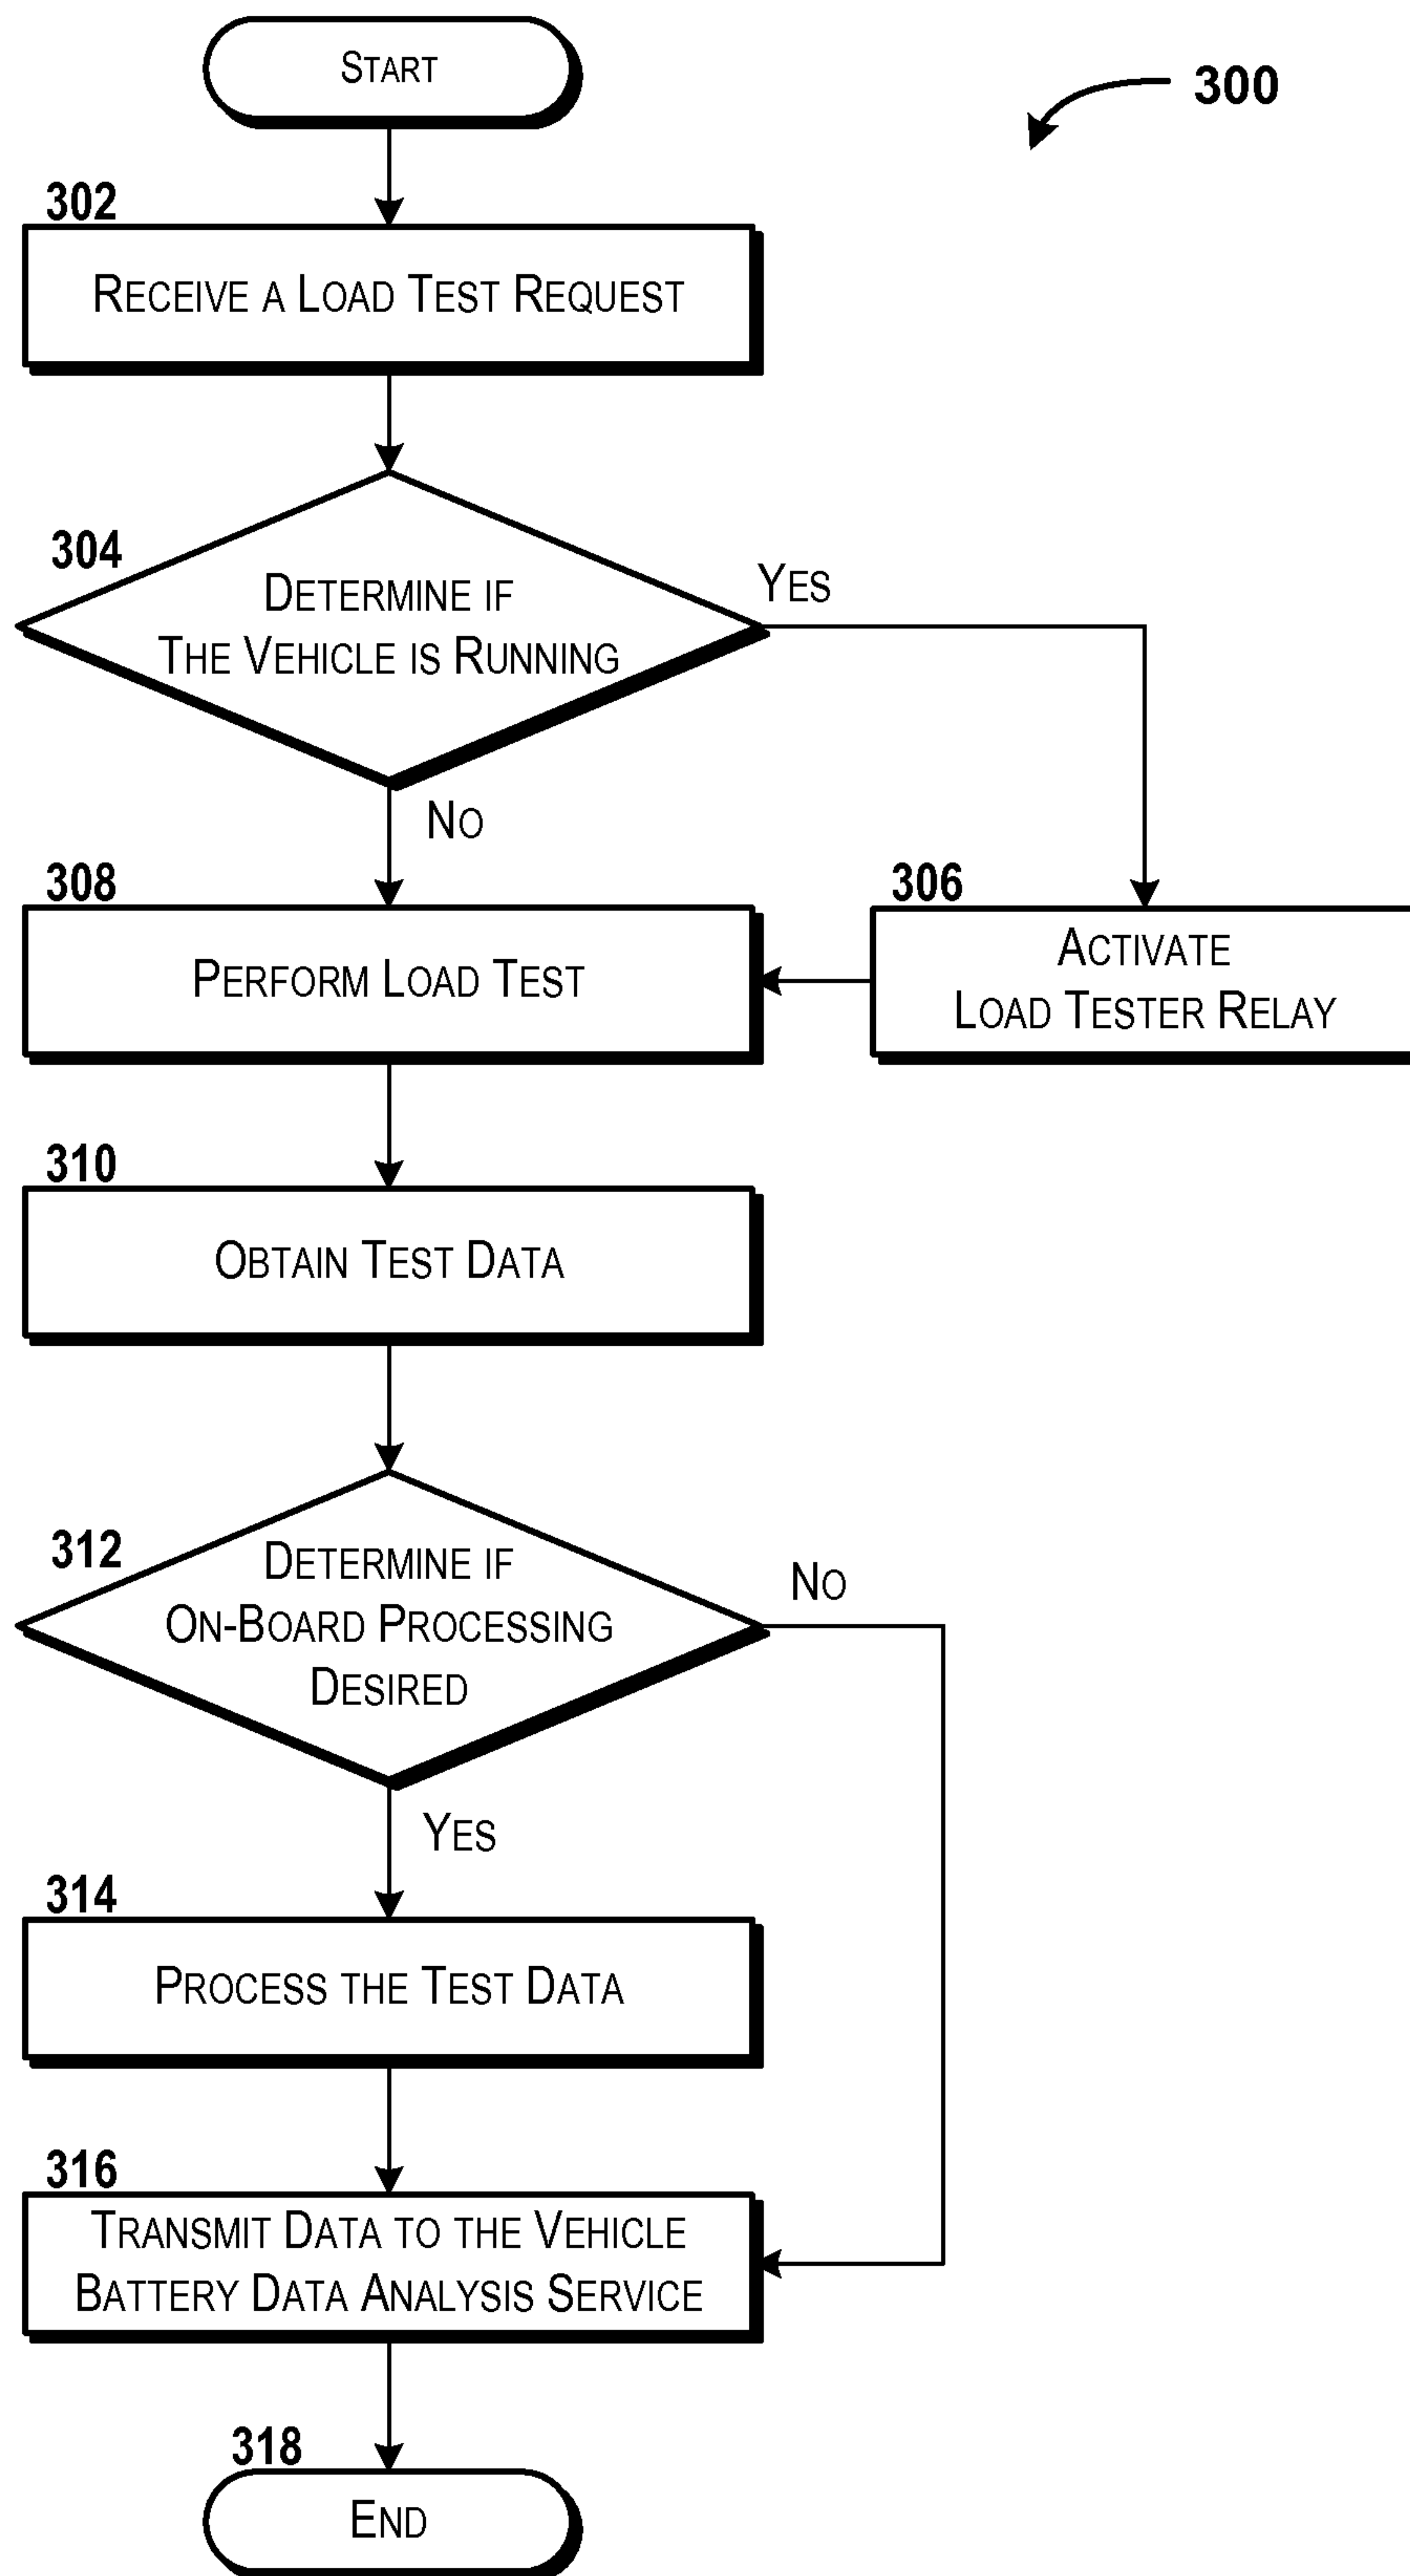 START
300
302
RECEIVE A LOAD TEST REQUEST
304
DETERMINE IF
THE VEHICLE IS RUNNING
YES
NO
308
PERFORM LOAD TEST
306
ACTIVATE
LOAD TESTER RELAY
310
OBTAIN TEST DATA
312
DETERMINE IF
ON-BOARD PROCESSING
DESIRED
NO
YES
314
PROCESS THE TEST DATA
316
TRANSMIT DATA TO THE VEHICLE
BATTERY DATA ANALYSIS SERVICE
318
END